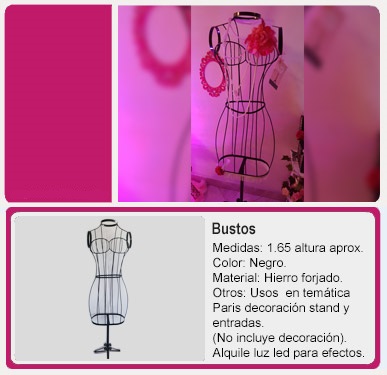 Bustos
Medidas: 1.65 altura aprox.
Color: Negro.
Material: Hierro forjado.
Otros: Usos en temática
Paris decoración stand y
entradas.
(No incluye decoración).
Alquile luz led para efectos.